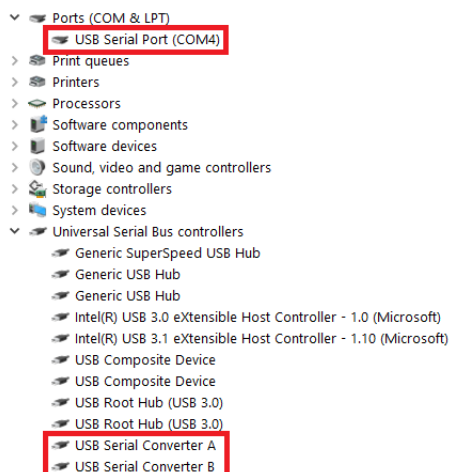 Ports (COM & LPT)
USB Serial Port (COM4)
Print queues
Printers
Processors
Software components
Software devices
Sound, video and game controllers
Storage controllers
System devices
Universal Serial Bus controllers
Generic SuperSpeed USB Hub
Generic USB Hub
Generic USB Hub
Intel(R) USB 3.0 eXtensible Host Controller - 1.0 (Microsoft)
Intel(R) USB 3.1 eXtensible Host Controller - 1.10 (Microsoft)
USB Composite Device
USB Composite Device
USB Root Hub (USB 3.0)
USB Root Hub (USB 3.0)
USB Serial Converter A
USB Serial Converter B